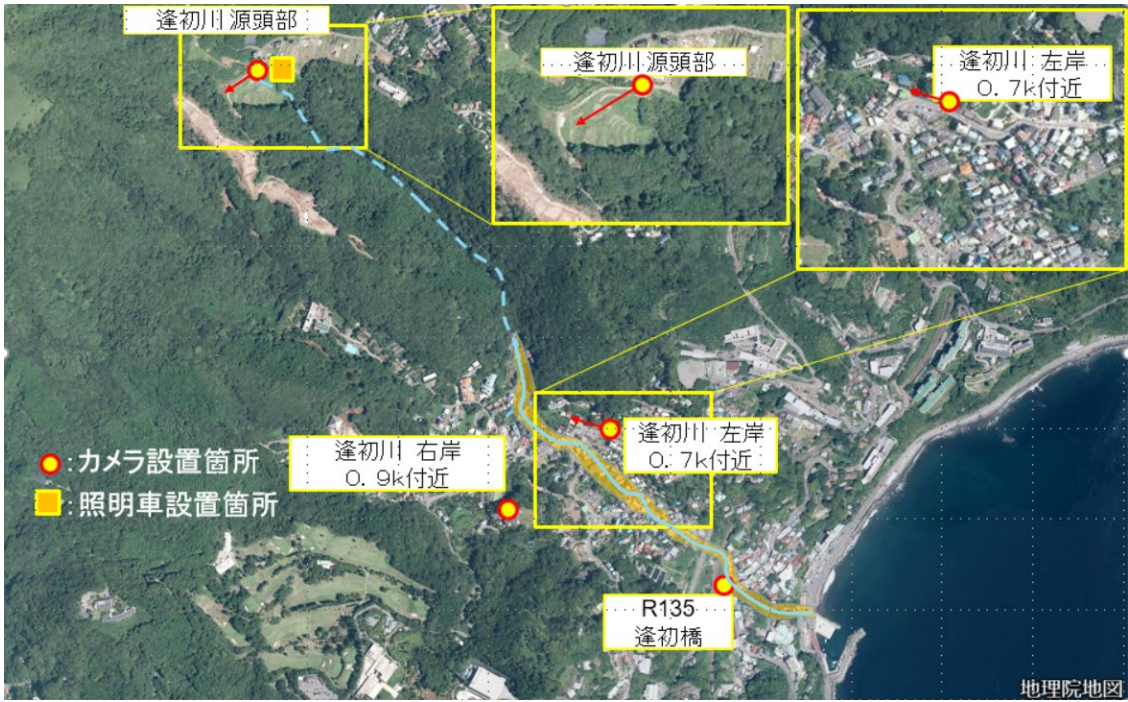 逢初川 源頭部
逢初川 源頭部
逢初川 左岸
0. 7k付近
逢初川 右岸
0. 9k付近
逢初川 左岸
0. 7k付近
:カメラ設置箇所
:照明車設置箇所
R135
逢初橋
地理院地図